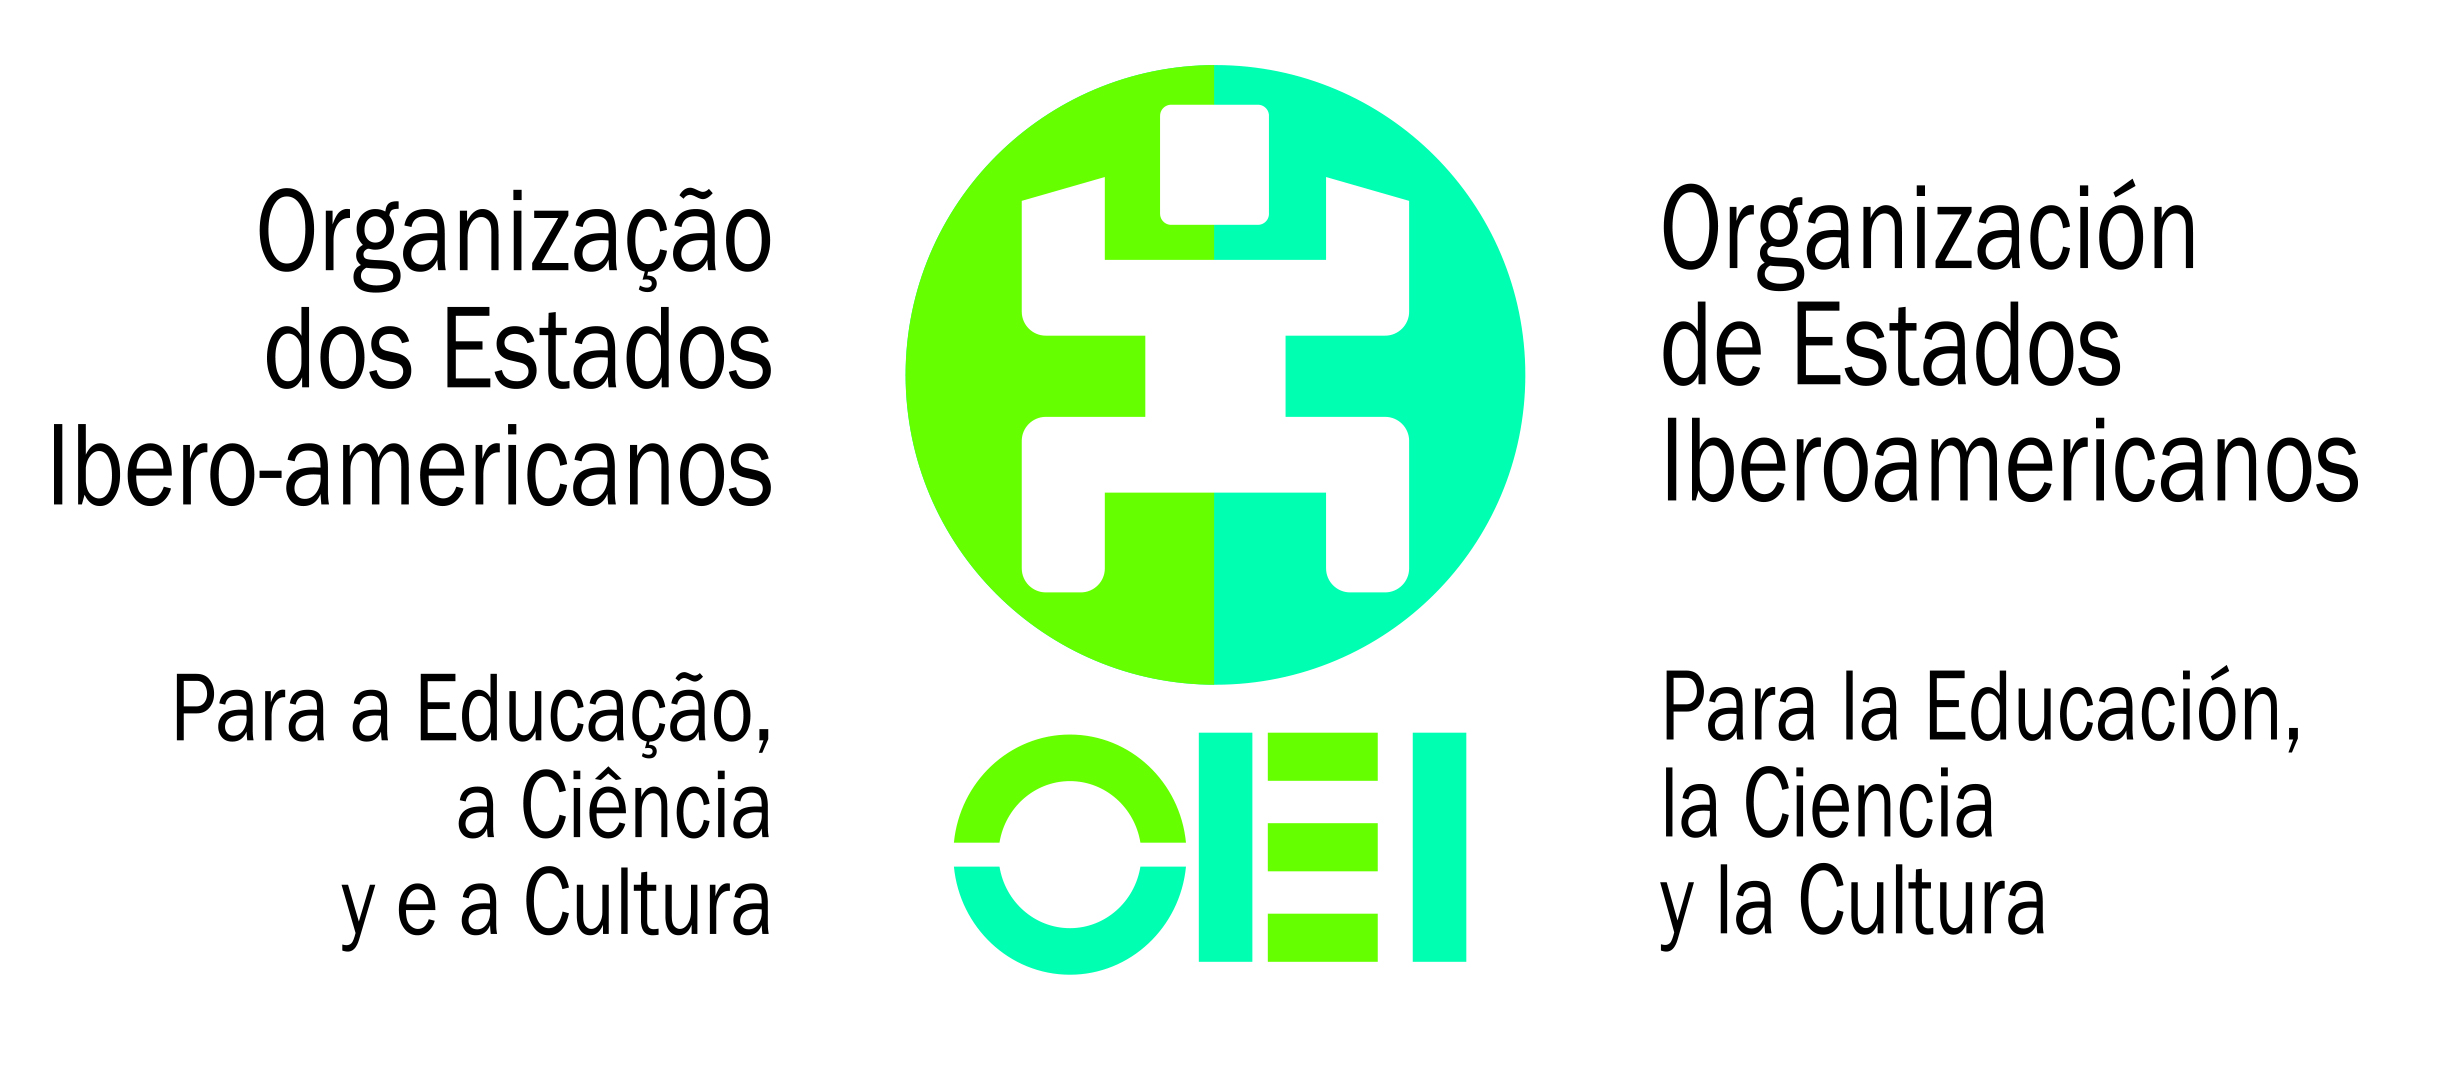 Organização
dos Estados
Ibero-americanos
Para a Educação,
a Ciência
y e a Cultura
OEI
Organización
de Estados
Iberoamericanos
Para la Educación,
la Ciencia
y la Cultura